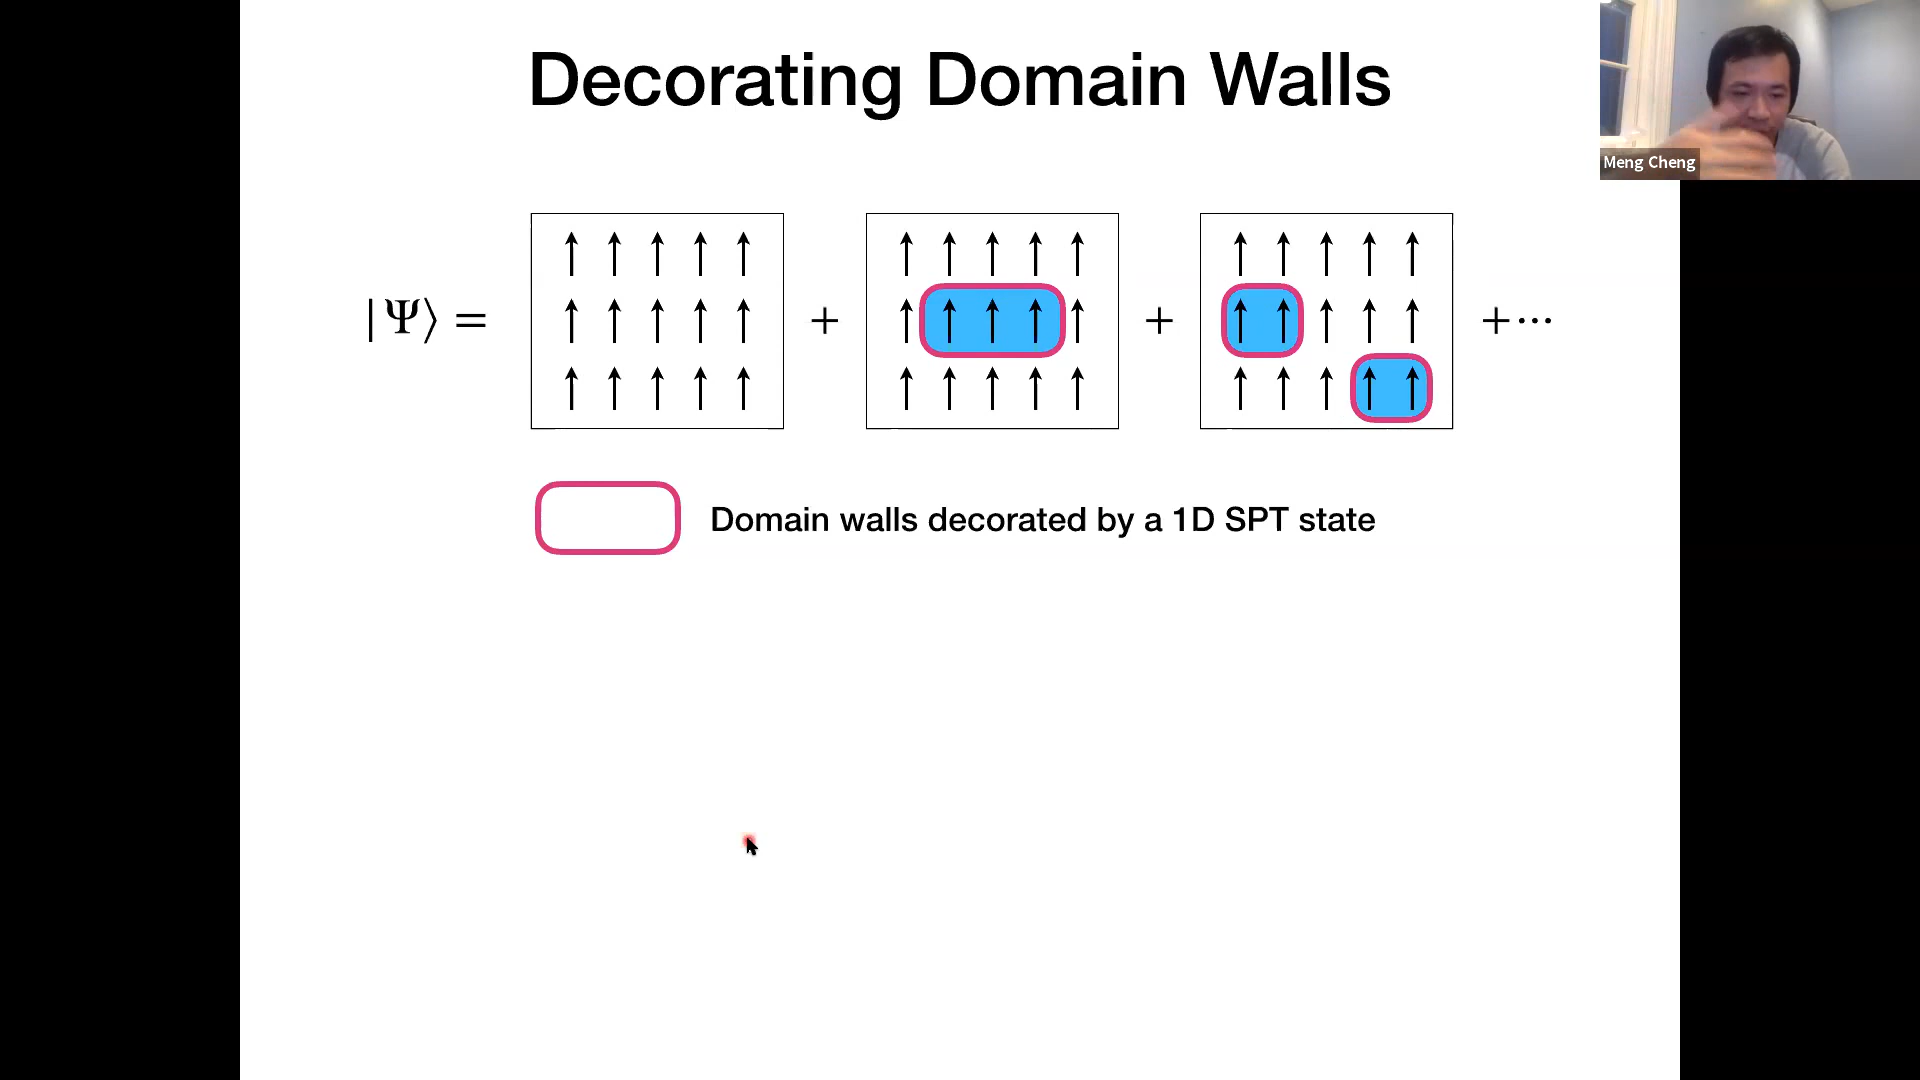 Decorating Domain Walls
Meng Cheng
|Ψ⟩ = + + +⋯
Domain walls decorated by a 1D SPT state